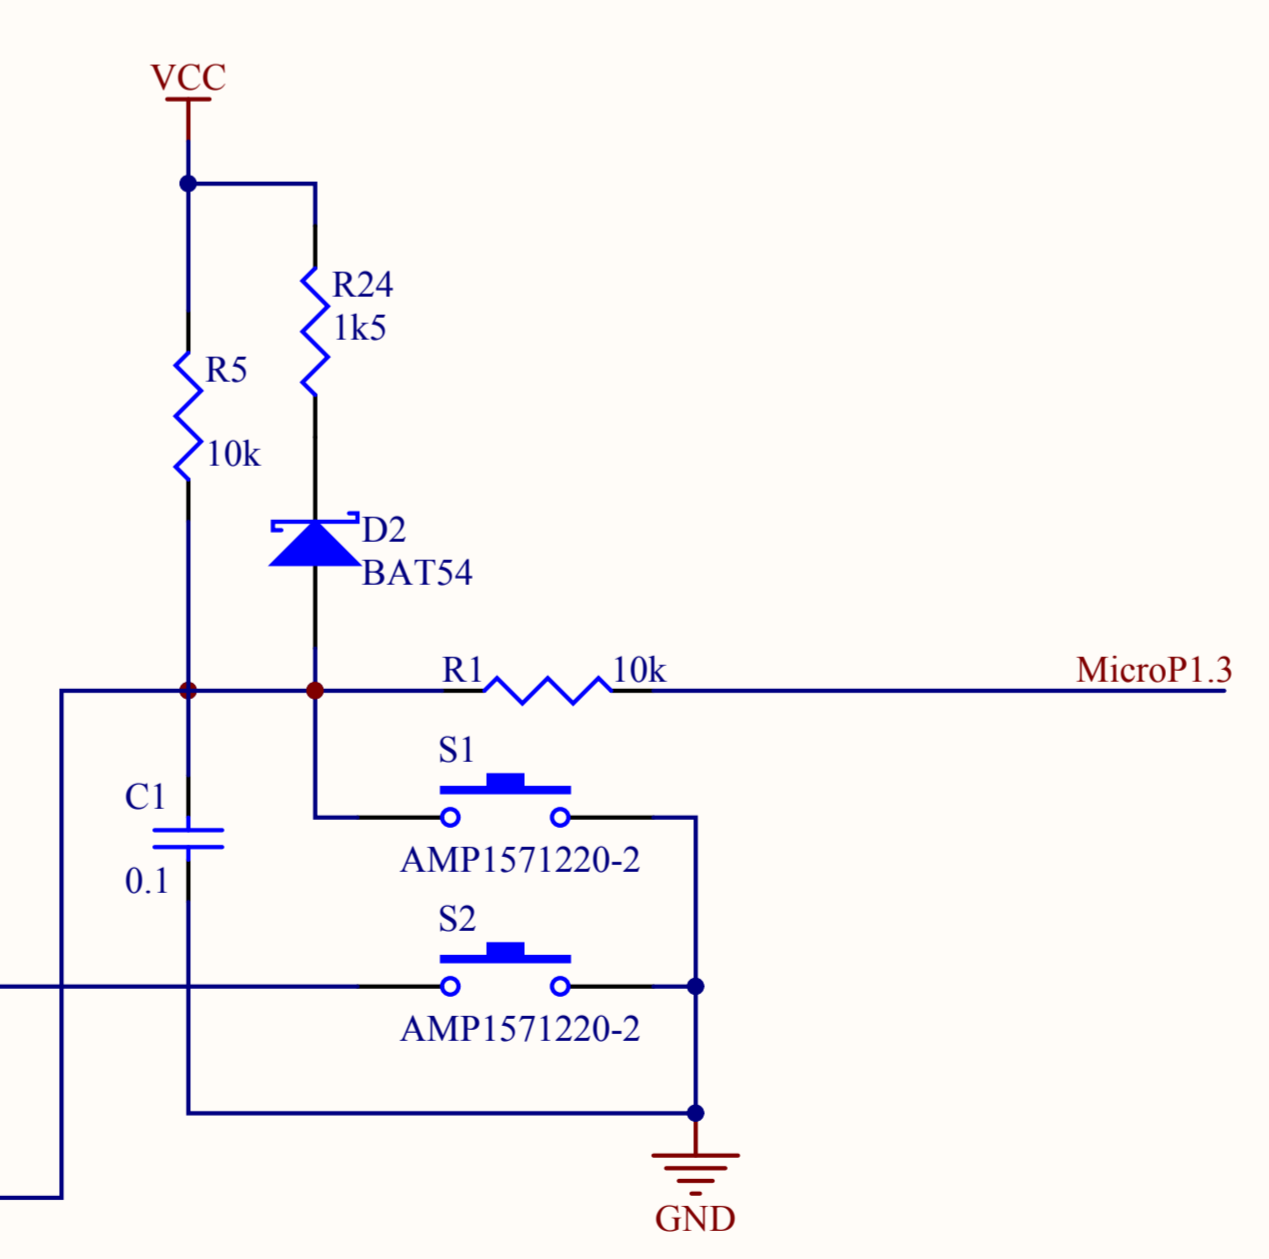 VCC
R24
1k5
R5
10k
D2
BAT54
R1 10k
MicroP1.3
S1
C1
0.1
AMP1571220-2
S2
AMP1571220-2
GND